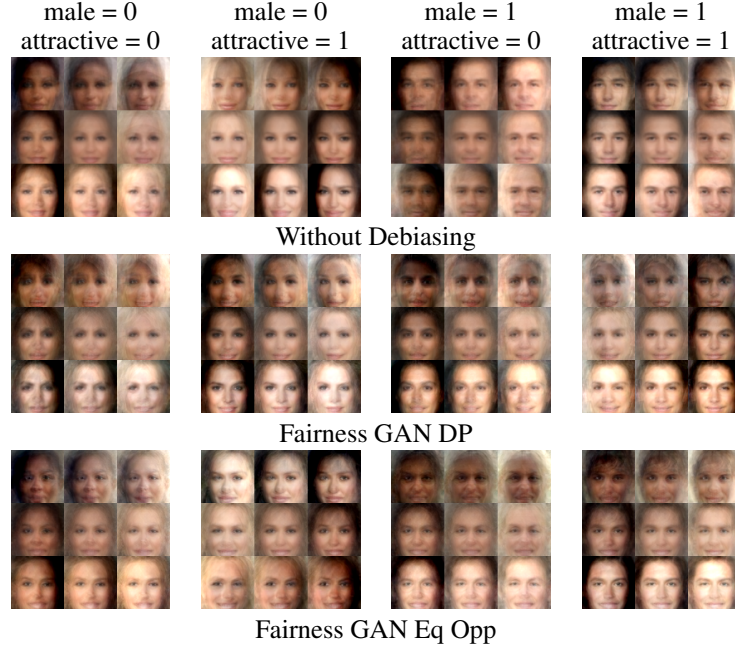 male = 0 male = 0 male = 1 male = 1
attractive = 0 attractive = 1 attractive = 0 attractive = 1
Without Debiasing
Fairness GAN DP
Fairness GAN Eq Opp